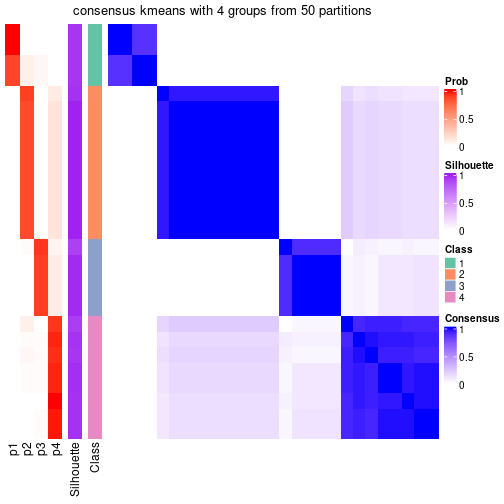 consensus kmeans with 4 groups from 50 partitions
Prob
1
0.5
0
Silhouette
1
0.5
0
Class
1
2
3
4
Consensus
1
0.5
0
p1
p2
p3
p4
Silhouette
Class